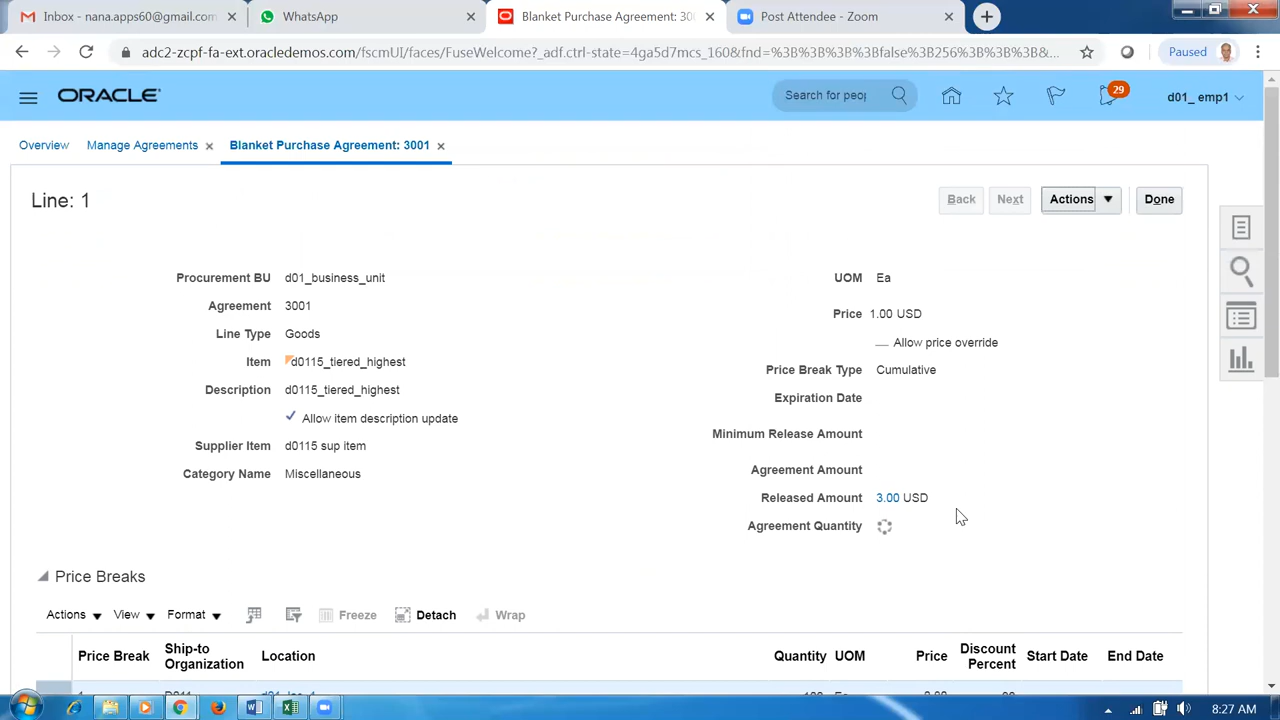 Inbox - nana.apps60@gmail.com
WhatsApp
Blanket Purchase Agreement: 300
Post Attendee - Zoom
adc2-zcpf-fa-ext.oracledemos.com/fscmUI/faces/FuseWelcome?_adf.ctrl-state=4ga5d7mcs_160&fnd=%3B%3B%3B%3Bfalse%3B256%3B%3B%3B&...
Paused
ORACLE
Search for peop
29
d01_ emp1
Overview
Manage Agreements
Blanket Purchase Agreement: 3001
Line: 1
Back
Next
Actions
Done
Procurement BU d01_business_unit
Agreement 3001
Line Type Goods
Item d0115_tiered_highest
Description d0115_tiered_highest
Allow item description update
Supplier Item d0115 sup item
Category Name Miscellaneous
UOM Ea
Price 1.00 USD
Allow price override
Price Break Type Cumulative
Expiration Date
Minimum Release Amount
Agreement Amount
Released Amount 3.00 USD
Agreement Quantity
Price Breaks
Actions View Format Freeze Detach Wrap
Price Break Ship-to Organization Location Quantity UOM Price Discount Percent Start Date End Date
8:27 AM